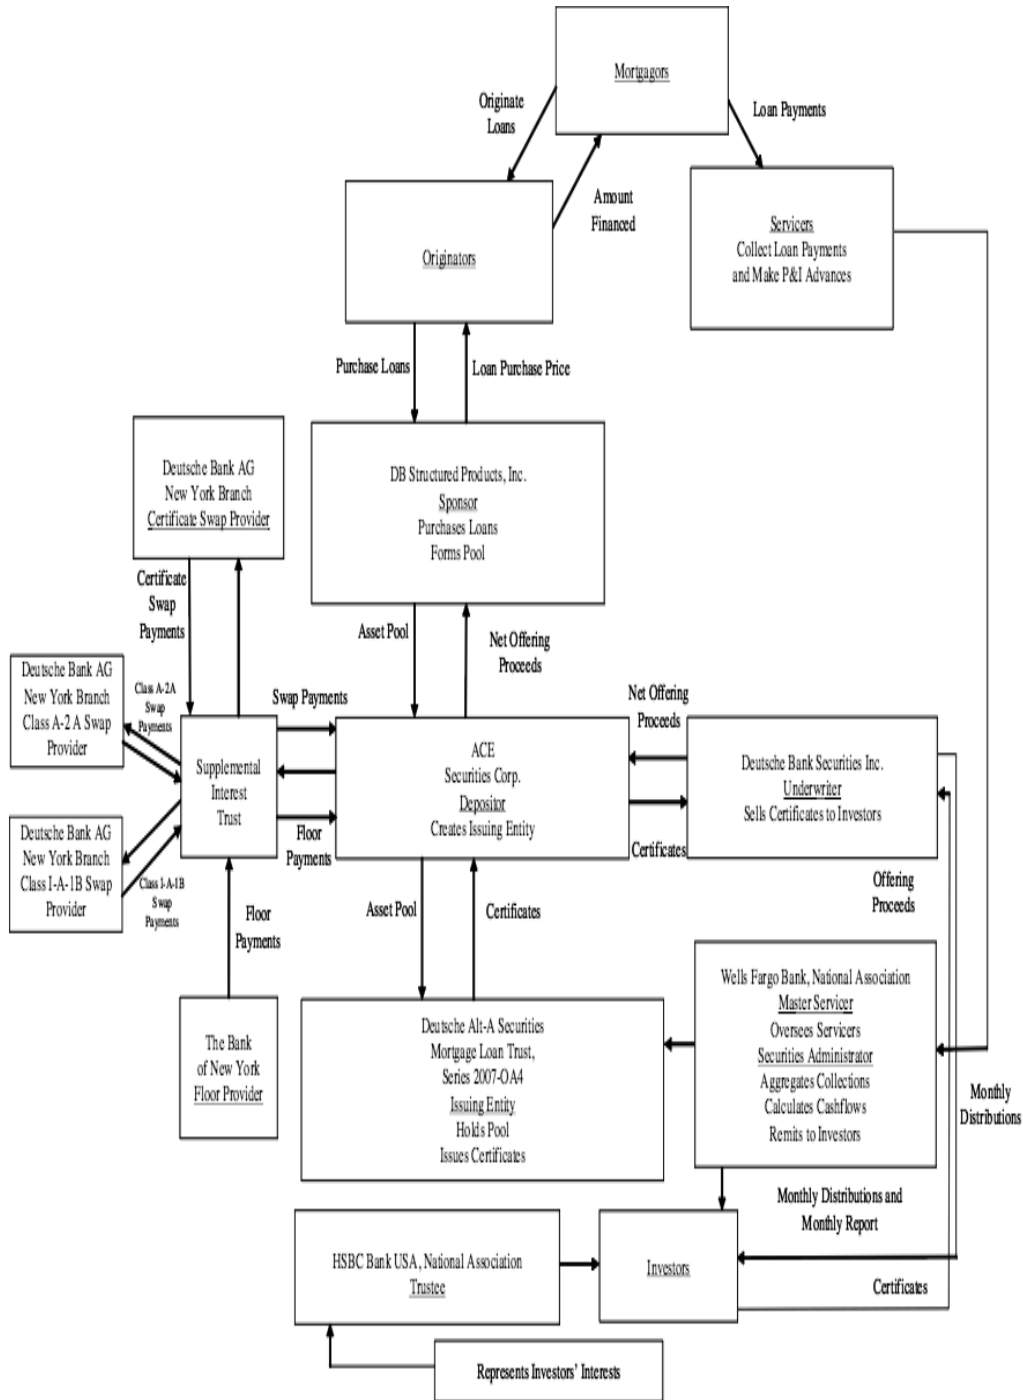 Mortgagors
Originate
Loans
Loan Payments
Amount
Financed
Originators
Servicers
Collect Loan Payments
and Make P&I Advances
Purchase Loans
Loan Purchase Price
Deutsche Bank AG
New York Branch
Certificate Swap Provider
DB Structured Products, Inc.
Sponsor
Purchases Loans
Forms Pool
Certificate
Swap
Payments
Asset Pool
Net Offering
Proceeds
Deutsche Bank AG
New York Branch
Class A-2 A Swap
Provider
Class A-2A
Swap
Payments
Swap Payments
Net Offering
Proceeds
Supplemental
Interest
Trust
ACE
Securities Corp.
Depositor
Creates Issuing Entity
Deutsche Bank Securities Inc.
Underwriter
Sells Certificates to Investors
Deutsche Bank AG
New York Branch
Class I-A-1B Swap
Provider
Class I-A-1B
Swap
Payments
Floor
Payments
Certificates
Offering
Proceeds
Floor
Payments
Asset Pool
Certificates
The Bank
of New York
Floor Provider
Deutsche Alt-A Securities
Mortgage Loan Trust,
Series 2007-OA4
Issuing Entity
Holds Pool
Issues Certificates
Wells Fargo Bank, National Association
Master Servicer
Oversees Servicers
Securities Administrator
Aggregates Collections
Calculates Cashflows
Remits to Investors
Monthly
Distributions
Monthly Distributions and
Monthly Report
HSBC Bank USA, National Association
Trustee
Investors
Certificates
Represents Investors' Interests